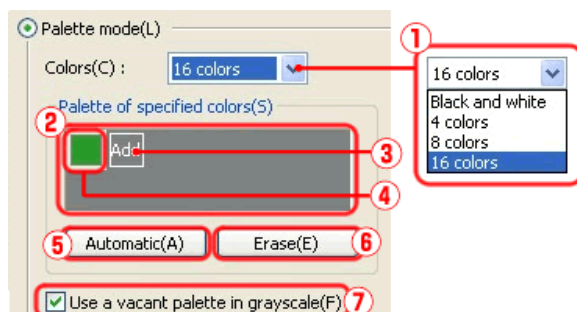 Palette mode(L)
①
Colors(C) :
16 colors
16 colors
Black and white
4 colors
8 colors
16 colors
Palette of specified colors(S)
②
Add
③
④
⑤
Automatic(A)
Erase(E)
⑥
Use a vacant palette in grayscale(F)
⑦